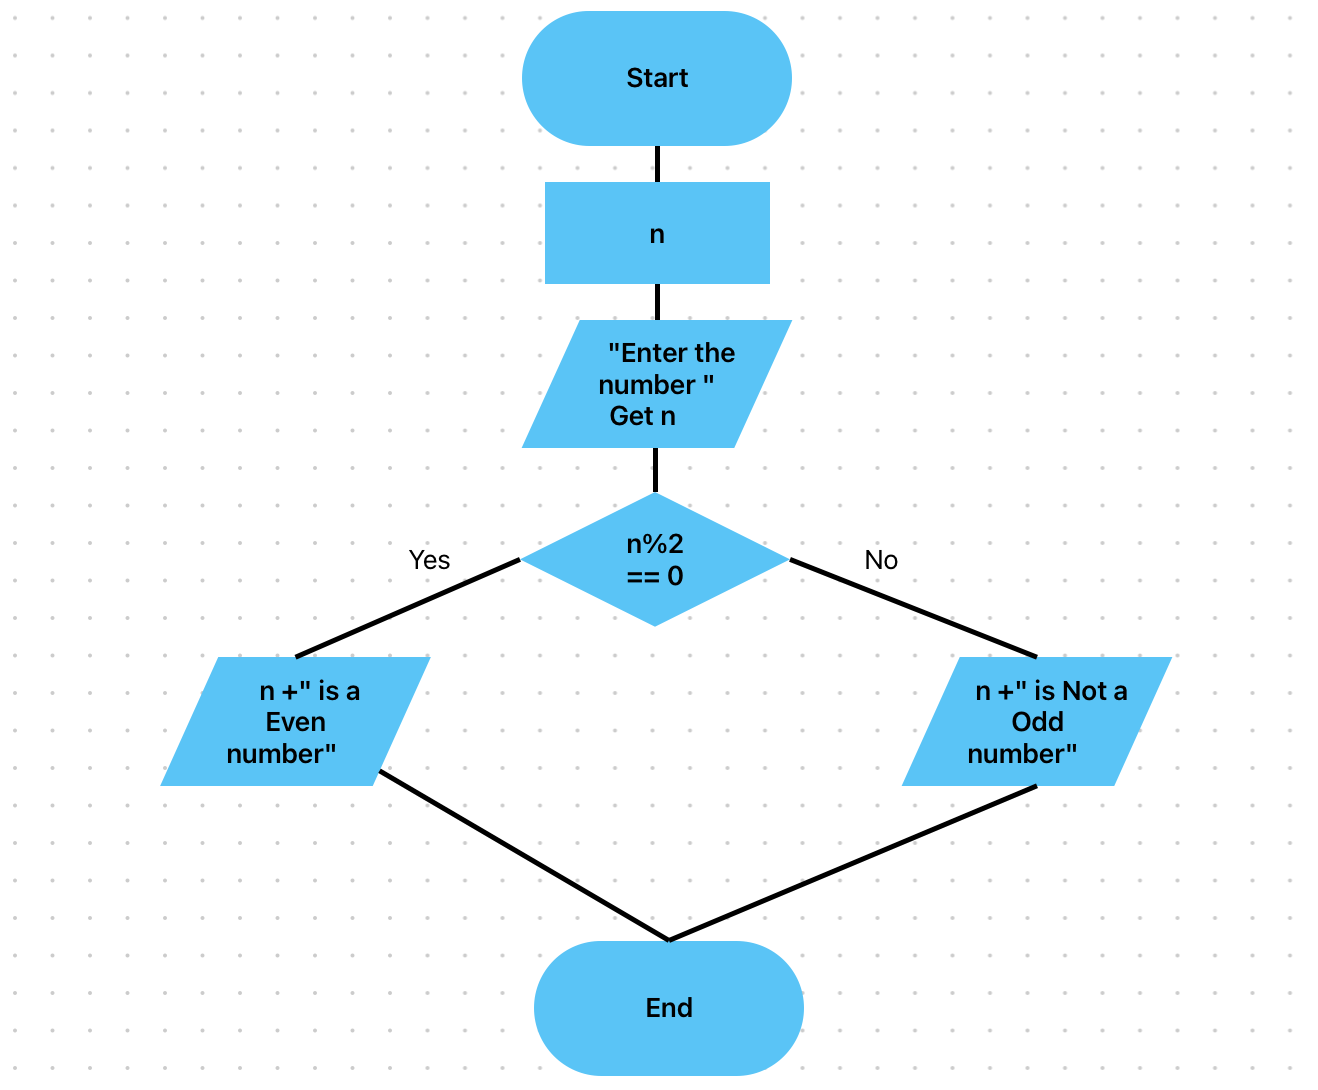 Start
n
"Enter the
number "
Get n
n%2
== 0
Yes
No
n +" is a
Even
number"
n +" is Not a
Odd
number"
End